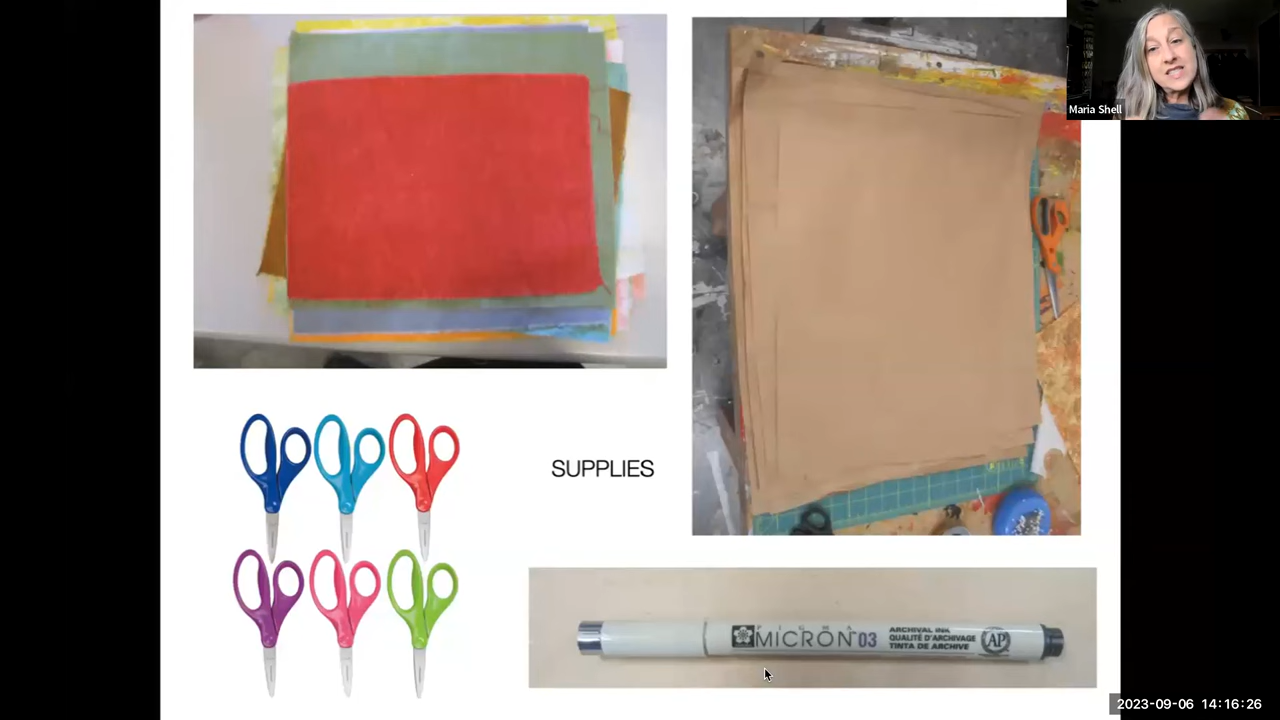 Maria Shell
SUPPLIES
PIGMA
MICRON 03
ARCHIVAL INK
QUALITÉ D'ARCHIVAGE
TINTA DE ARCHIVE
AP
2023-09-06 14:16:26